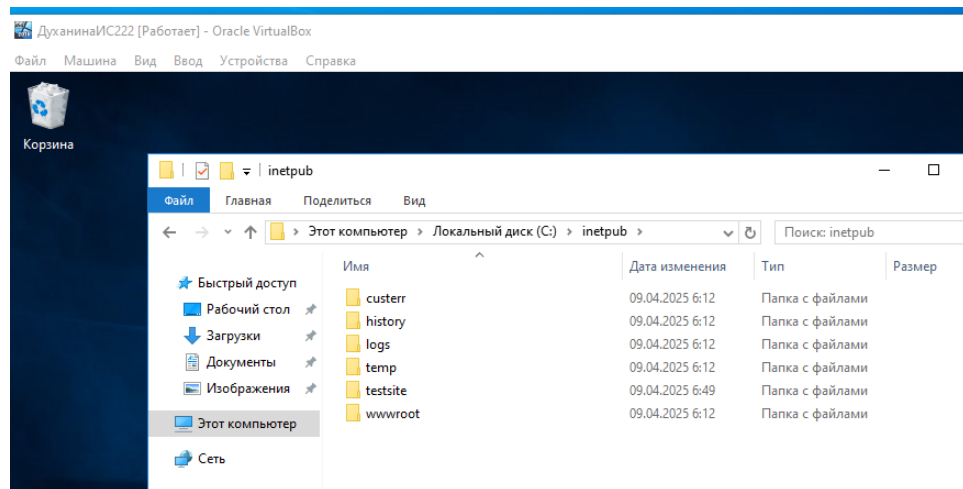 ДуханинаИС222 [Работает] - Oracle VirtualBox
Файл Машина Вид Ввод Устройства Справка
Корзина
inetpub
Файл Главная Поделиться Вид
Этот компьютер Локальный диск (C:) inetpub Поиск: inetpub
Имя Дата изменения Тип Размер
Быстрый доступ
Рабочий стол
Загрузки
Документы
Изображения
Этот компьютер
Сеть
custerr 09.04.2025 6:12 Папка с файлами
history 09.04.2025 6:12 Папка с файлами
logs 09.04.2025 6:12 Папка с файлами
temp 09.04.2025 6:12 Папка с файлами
testsite 09.04.2025 6:49 Папка с файлами
wwwroot 09.04.2025 6:12 Папка с файлами